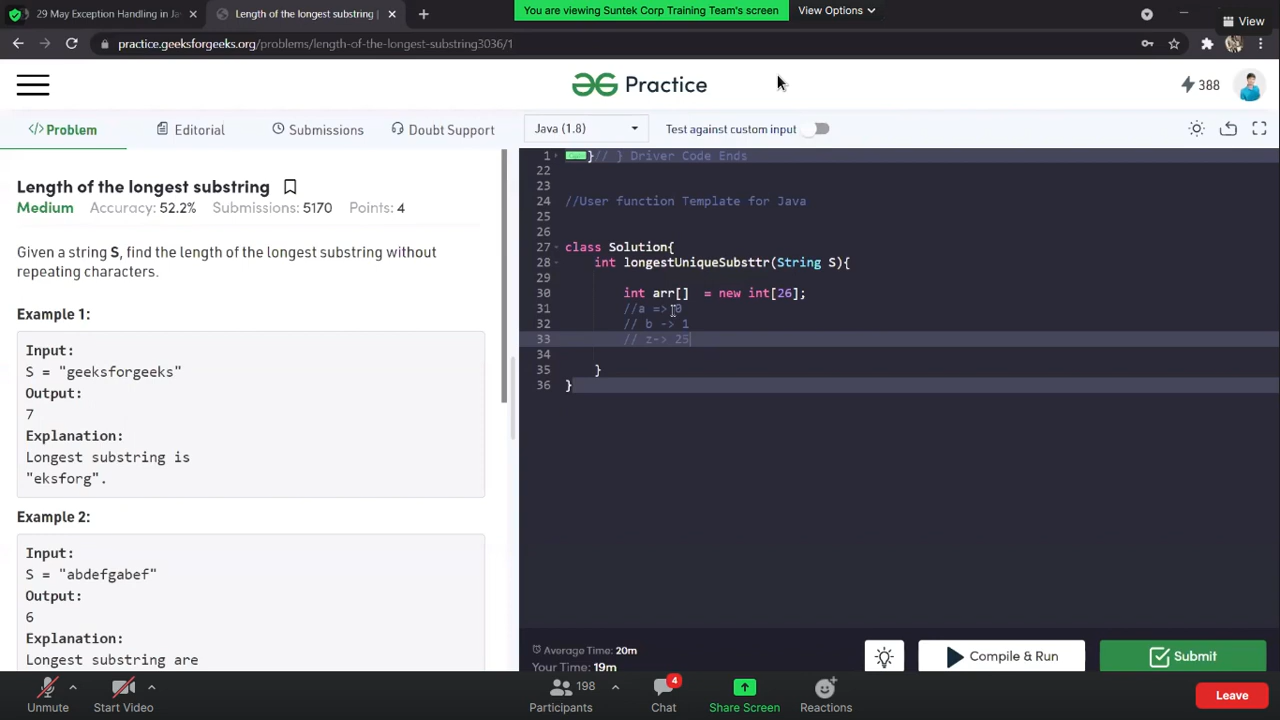 29 May Exception Handling in Ja
Length of the longest substring |
You are viewing Suntek Corp Training Team's screen
View Options
View
practice.geeksforgeeks.org/problems/length-of-the-longest-substring3036/1
Practice
388
</>Problem
Editorial
Submissions
Doubt Support
Java (1.8)
Test against custom input
Length of the longest substring
Medium Accuracy: 52.2% Submissions: 5170 Points: 4
Given a string S, find the length of the longest substring without
repeating characters.
Example 1:
Input:
S = "geeksforgeeks"
Output:
7
Explanation:
Longest substring is
"eksforg".
Example 2:
Input:
S = "abdefgabef"
Output:
6
Explanation:
Longest substring are
1 }// } Driver Code Ends
22
23
24 //User function Template for Java
25
26
27 class Solution{
28 int longestUniqueSubsttr(String S){
29
30 int arr[] = new int[26];
31 //a => 0
32 // b -> 1
33 // z-> 25
34
35 }
36 }
Average Time: 20m
Your Time: 19m
Compile & Run
Submit
Unmute
Start Video
198
Participants
4
Chat
Share Screen
Reactions
Leave